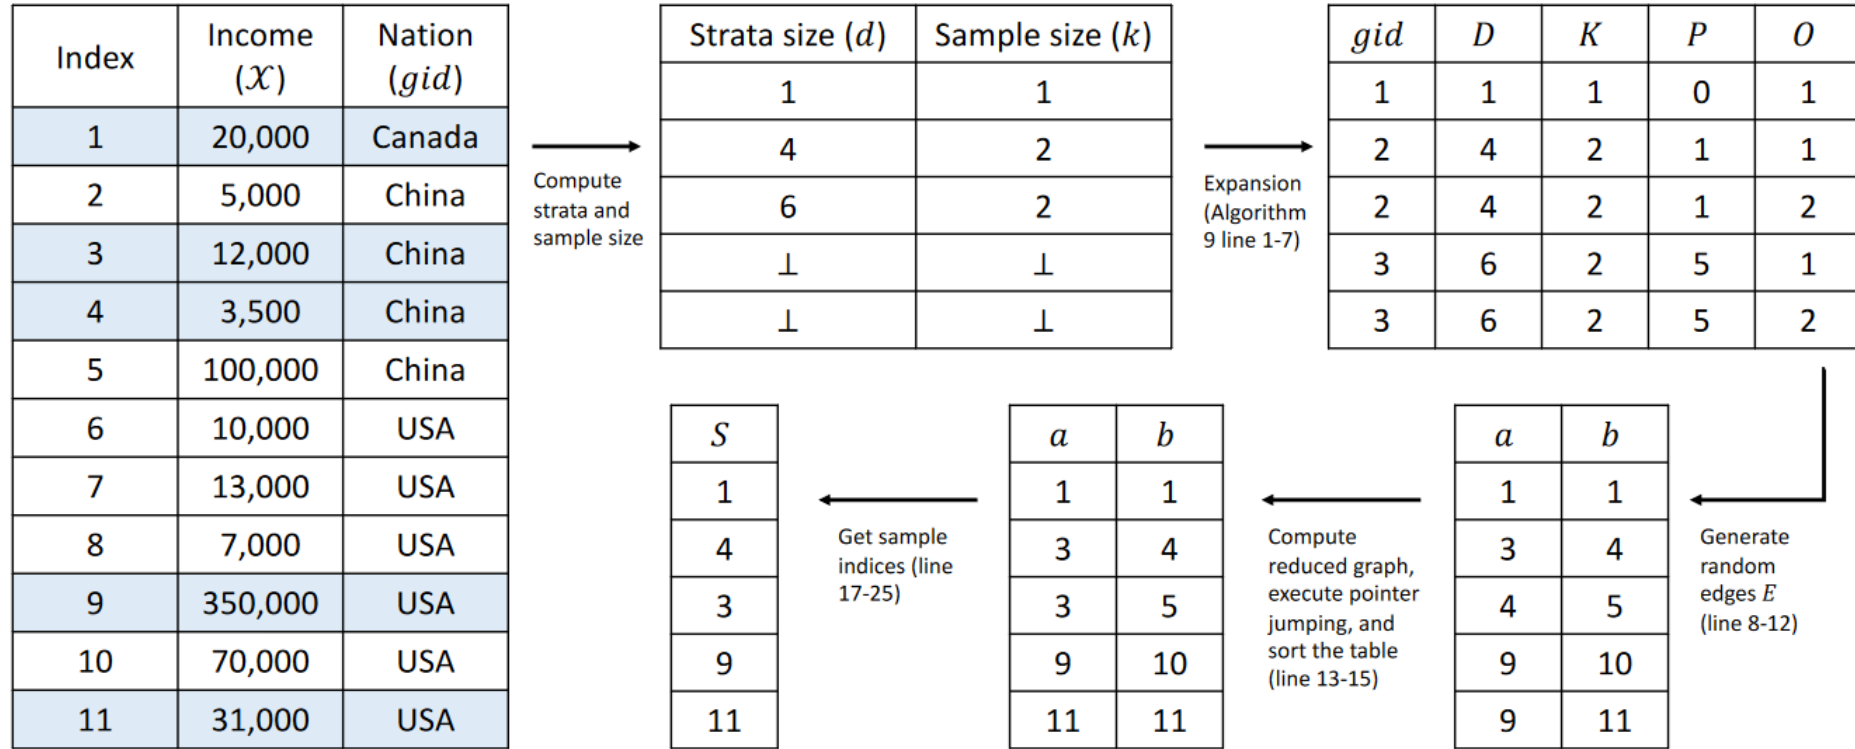 Index Income (𝒳) Nation (gid)
1 20,000 Canada
2 5,000 China
3 12,000 China
4 3,500 China
5 100,000 China
6 10,000 USA
7 13,000 USA
8 7,000 USA
9 350,000 USA
10 70,000 USA
11 31,000 USA
Compute
strata and
sample size
Strata size (d) Sample size (k)
1 1
4 2
6 2
⊥ ⊥
⊥ ⊥
Expansion
(Algorithm
9 line 1-7)
gid D K P O
1 1 1 0 1
2 4 2 1 1
2 4 2 1 2
3 6 2 5 1
3 6 2 5 2
Generate
random
edges E
(line 8-12)
a b
1 1
3 4
4 5
9 10
9 11
Compute
reduced graph,
execute pointer
jumping, and
sort the table
(line 13-15)
a b
1 1
3 4
3 5
9 10
11 11
Get sample
indices (line
17-25)
S
1
4
3
9
11